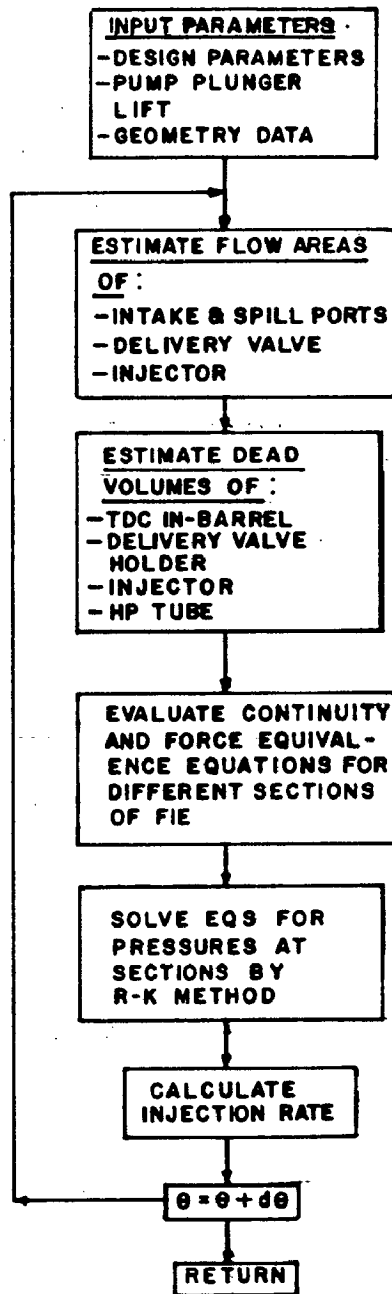 INPUT PARAMETERS
-DESIGN PARAMETERS
-PUMP PLUNGER
LIFT
-GEOMETRY DATA
ESTIMATE FLOW AREAS
OF :
-INTAKE & SPILL PORTS
-DELIVERY VALVE
-INJECTOR
ESTIMATE DEAD
VOLUMES OF :
-TDC IN-BARREL
-DELIVERY VALVE
HOLDER
-INJECTOR
-HP TUBE
EVALUATE CONTINUITY
AND FORCE EQUIVAL-
ENCE EQUATIONS FOR
DIFFERENT SECTIONS
OF FIE
SOLVE EQS FOR
PRESSURES AT
SECTIONS BY
R-K METHOD
CALCULATE
INJECTION RATE
θ = θ + dθ
RETURN